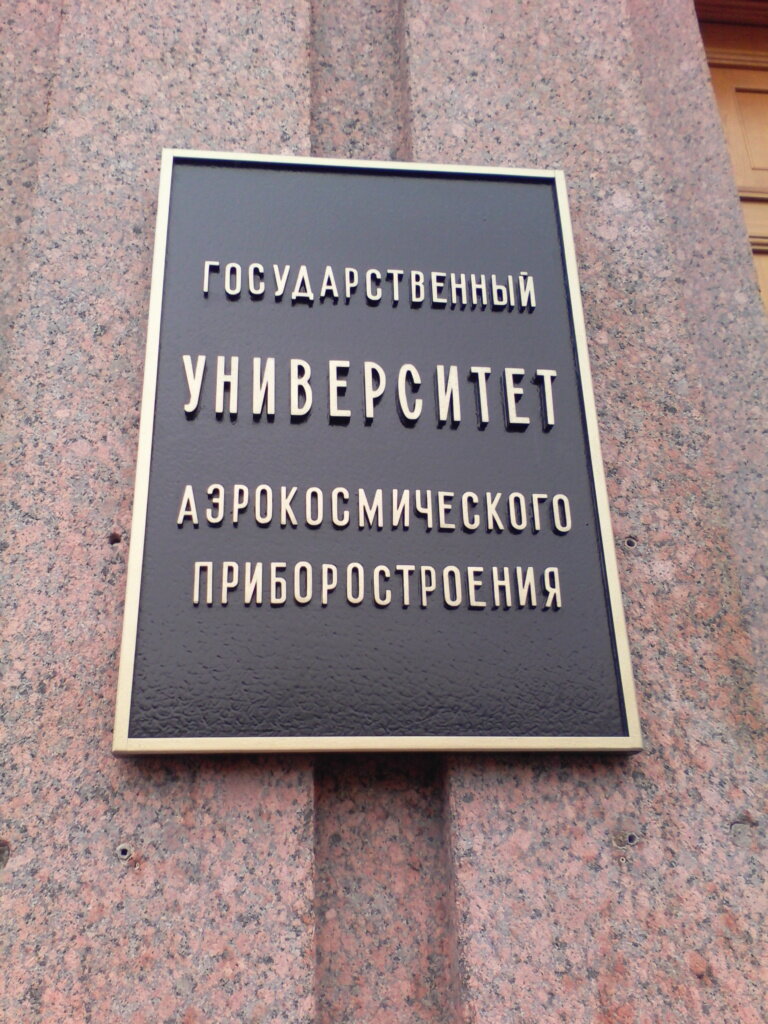 ГОСУДАРСТВЕННЫЙ
УНИВЕРСИТЕТ
АЭРОКОСМИЧЕСКОГО
ПРИБОРОСТРОЕНИЯ